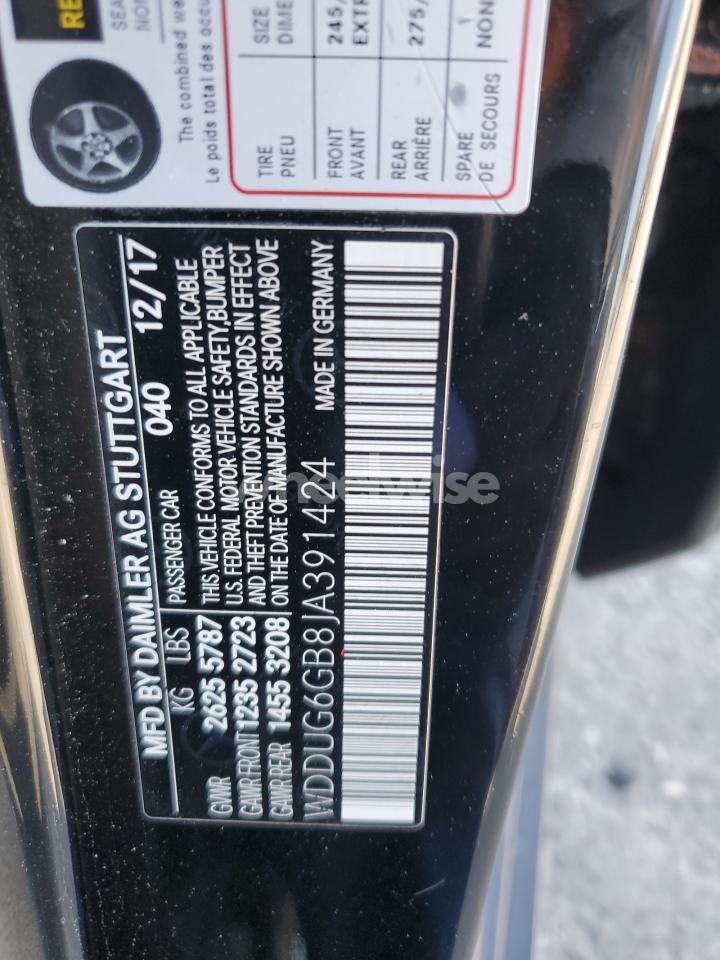 RE
SEA
The combined we
Le poids total des occu
TIRE SIZE
PNEU DIME
FRONT 245/
AVANT EXTR
REAR 275/
ARRIÈRE
SPARE NON
DE SECOURS
MFD BY DAIMLER AG STUTTGART
KG LBS 040 12/17
PASSENGER CAR
GVWR 2625 5787 THIS VEHICLE CONFORMS TO ALL APPLICABLE
U.S. FEDERAL MOTOR VEHICLE SAFETY,BUMPER
GAWR FRONT 1235 2723 AND THEFT PREVENTION STANDARDS IN EFFECT
GAWR REAR 1455 3208 ON THE DATE OF MANUFACTURE SHOWN ABOVE
WDDUG6GB8JA391424 MADE IN GERMANY
wheelwise